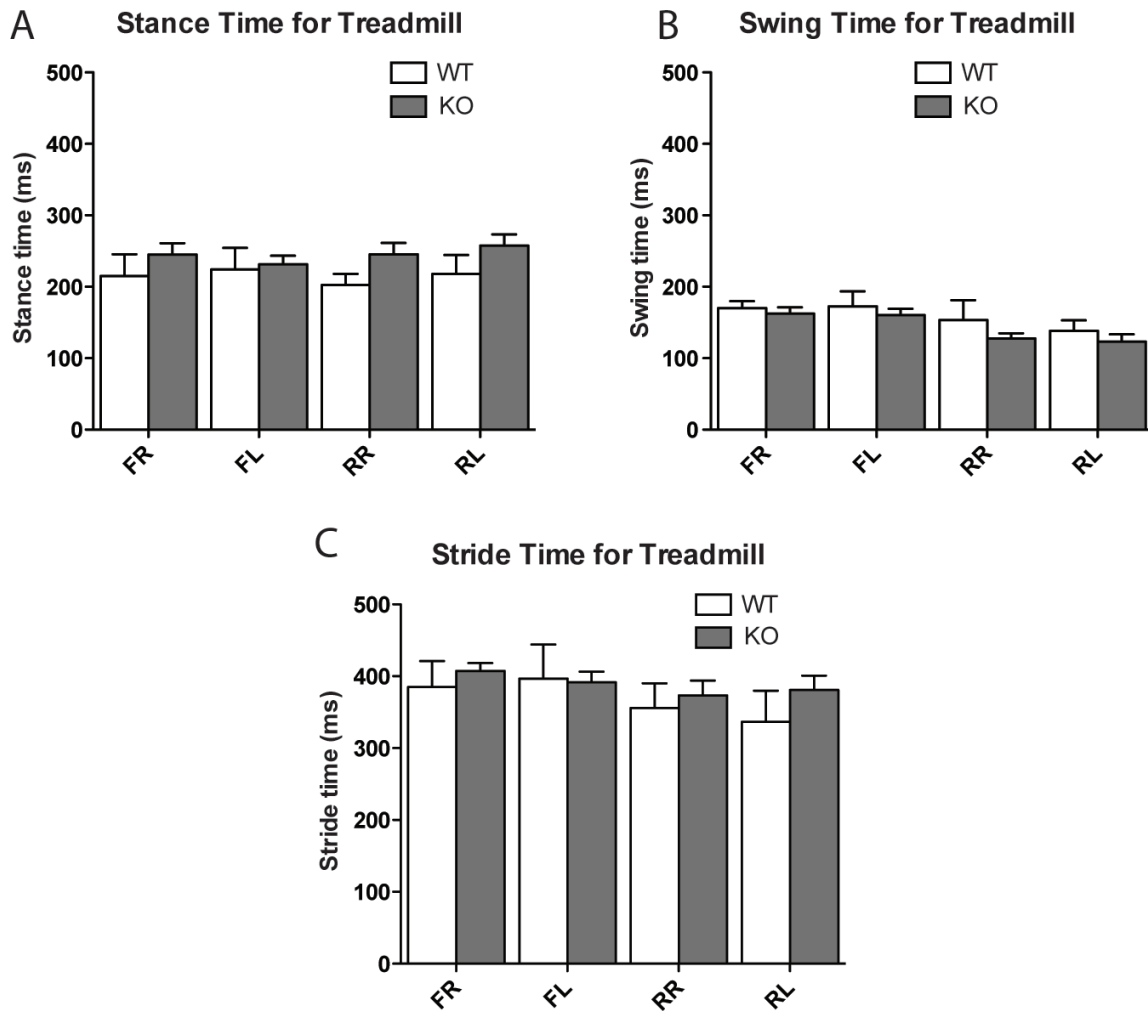 A
Stance Time for Treadmill
WT
KO
500
400
300
200
100
0
Stance time (ms)
FR
FL
RR
RL
B
Swing Time for Treadmill
WT
KO
500
400
300
200
100
0
Swing time (ms)
FR
FL
RR
RL
C
Stride Time for Treadmill
WT
KO
500
400
300
200
100
0
Stride time (ms)
FR
FL
RR
RL